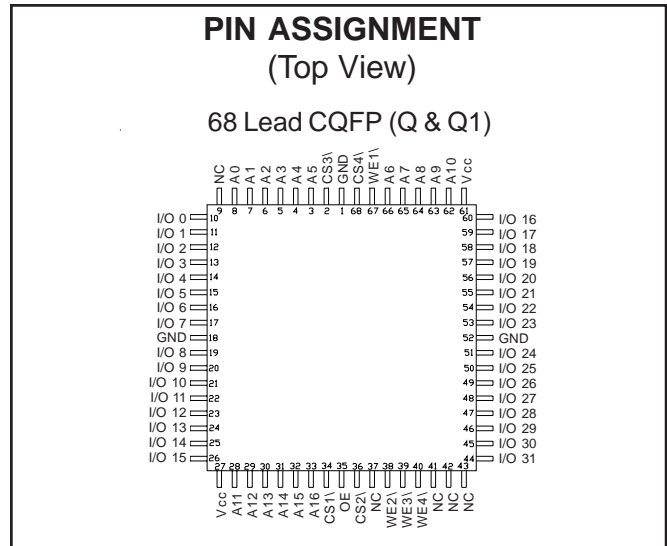 PIN ASSIGNMENT
(Top View)
68 Lead CQFP (Q & Q1)
NC A0 A1 A2 A3 A4 A5 CS3\ GND CS4\ WE1\ A6 A7 A8 A9 A10 Vcc
9 8 7 6 5 4 3 2 1 68 67 66 65 64 63 62 61
I/O 0 10 60 I/O 16
I/O 1 11 59 I/O 17
I/O 2 12 58 I/O 18
I/O 3 13 57 I/O 19
I/O 4 14 56 I/O 20
I/O 5 15 55 I/O 21
I/O 6 16 54 I/O 22
I/O 7 17 53 I/O 23
GND 18 52 GND
I/O 8 19 51 I/O 24
I/O 9 20 50 I/O 25
I/O 10 21 49 I/O 26
I/O 11 22 48 I/O 27
I/O 12 23 47 I/O 28
I/O 13 24 46 I/O 29
I/O 14 25 45 I/O 30
I/O 15 26 44 I/O 31
27 28 29 30 31 32 33 34 35 36 37 38 39 40 41 42 43
Vcc A11 A12 A13 A14 A15 A16 CS1\ OE CS2\ NC WE2\ WE3\ WE4\ NC NC NC